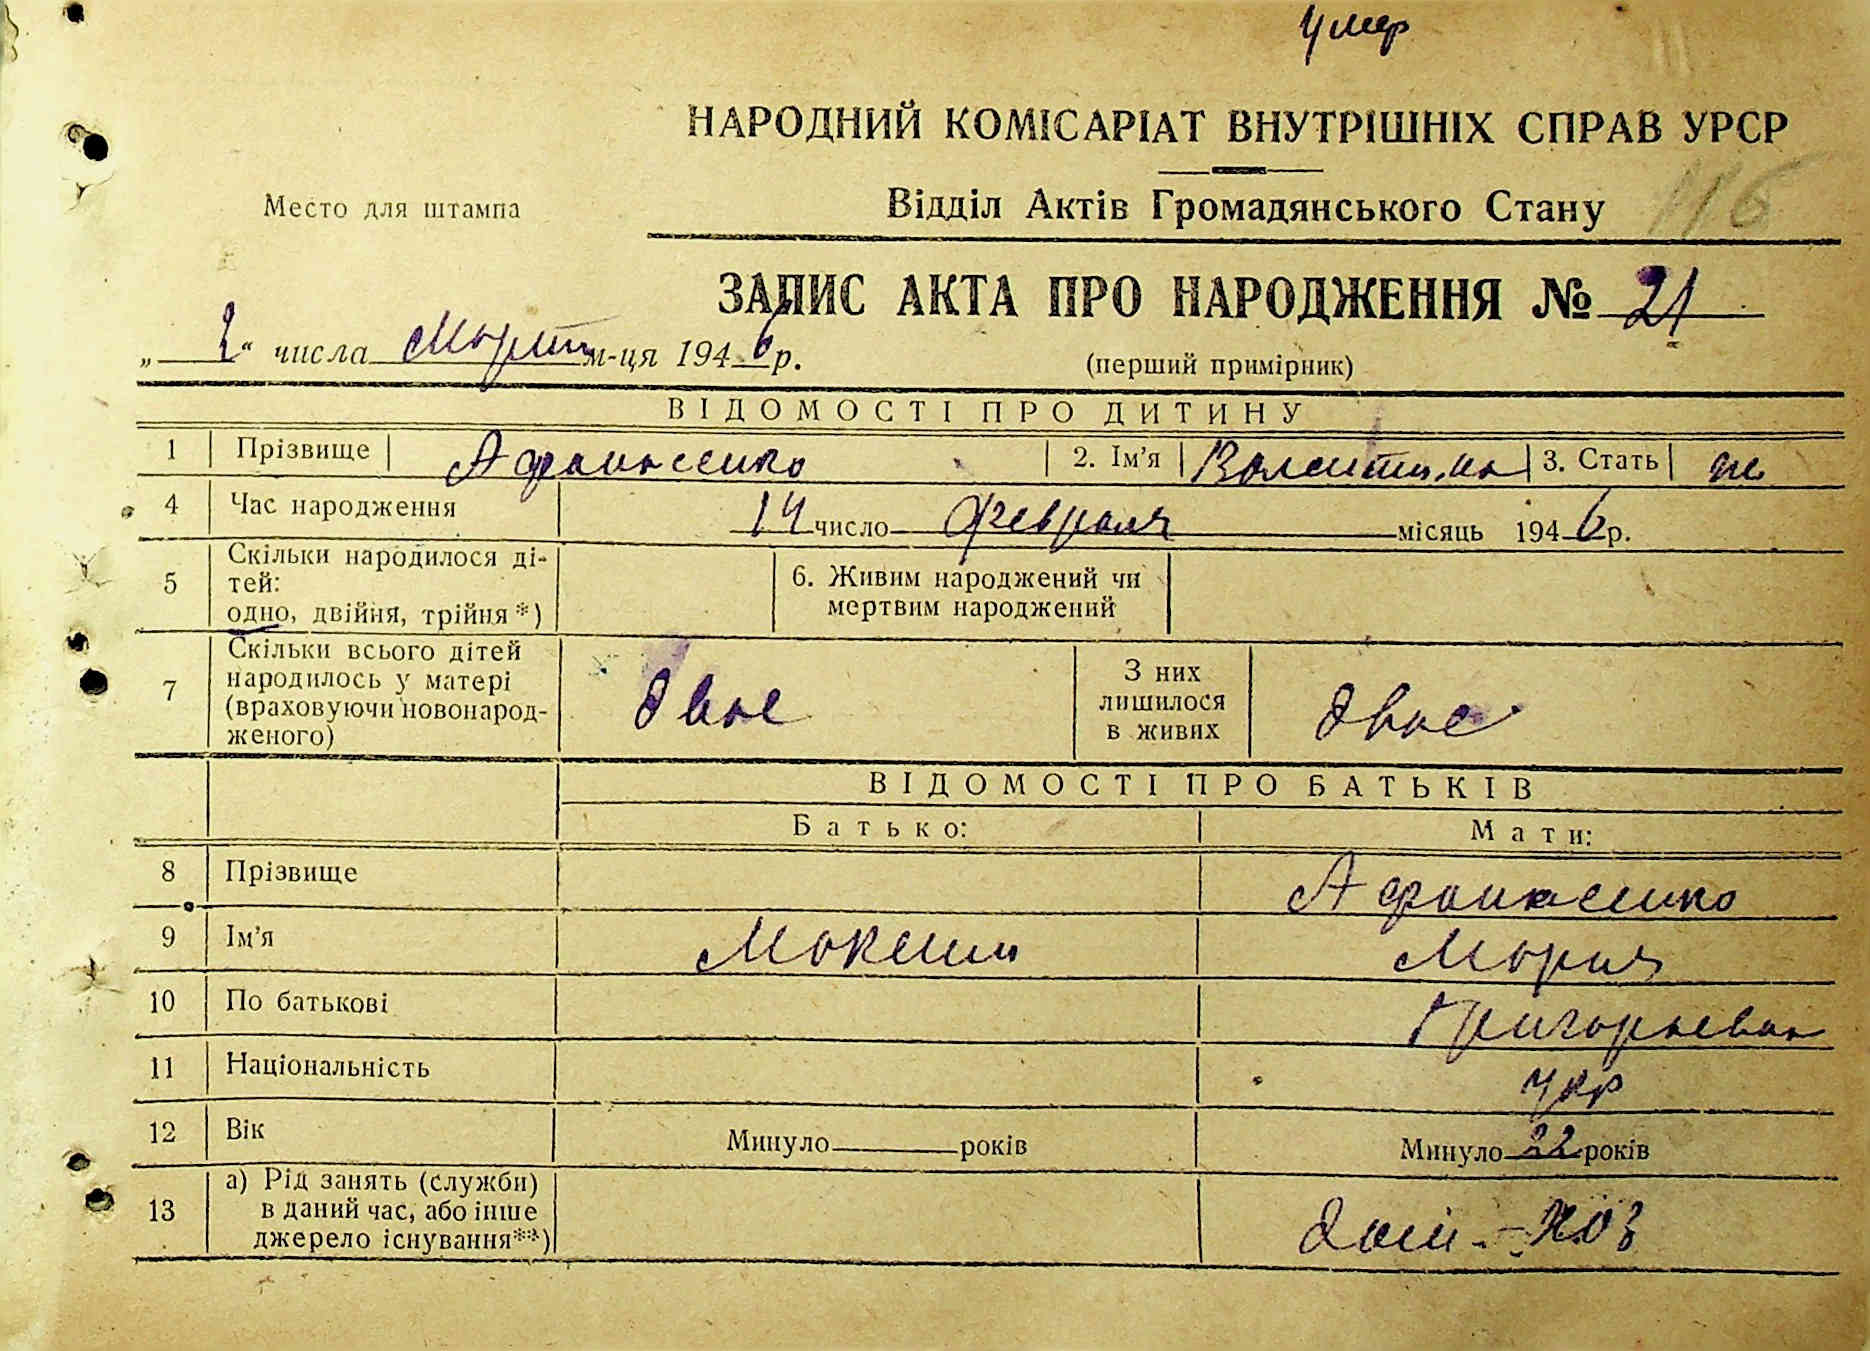 умер
НАРОДНИЙ КОМІСАРІАТ ВНУТРІШНІХ СПРАВ УРСР
Место для штампа
Відділ Актів Громадянського Стану
116
ЗАПИС АКТА ПРО НАРОДЖЕННЯ № 21
„ 2 “ числа Март м-ця 1946 р.
(перший примірник)
ВІДОМОСТІ ПРО ДИТИНУ
1 Прізвище Афанасенко 2. Ім’я Валентина 3. Стать ж
4 Час народження 14 число февраля місяць 1946 р.
5 Скільки народилося ді-
тей:
одно, двійня, трійня*)
6. Живим народжений чи
мертвим народжений
7 Скільки всього дітей
народилось у матері
(враховуючи новонарод-
женого)
двое
З них
лишилося
в живих
двое
ВІДОМОСТІ ПРО БАТЬКІВ
Батько: Мати:
8 Прізвище Афанасенко
9 Ім’я Максим Мария
10 По батькові Григорьевна
11 Національність укр
12 Вік Минуло років Минуло 22 років
13 а) Рід занять (служби)
в даний час, або інше
джерело існування**)
дом-хоз